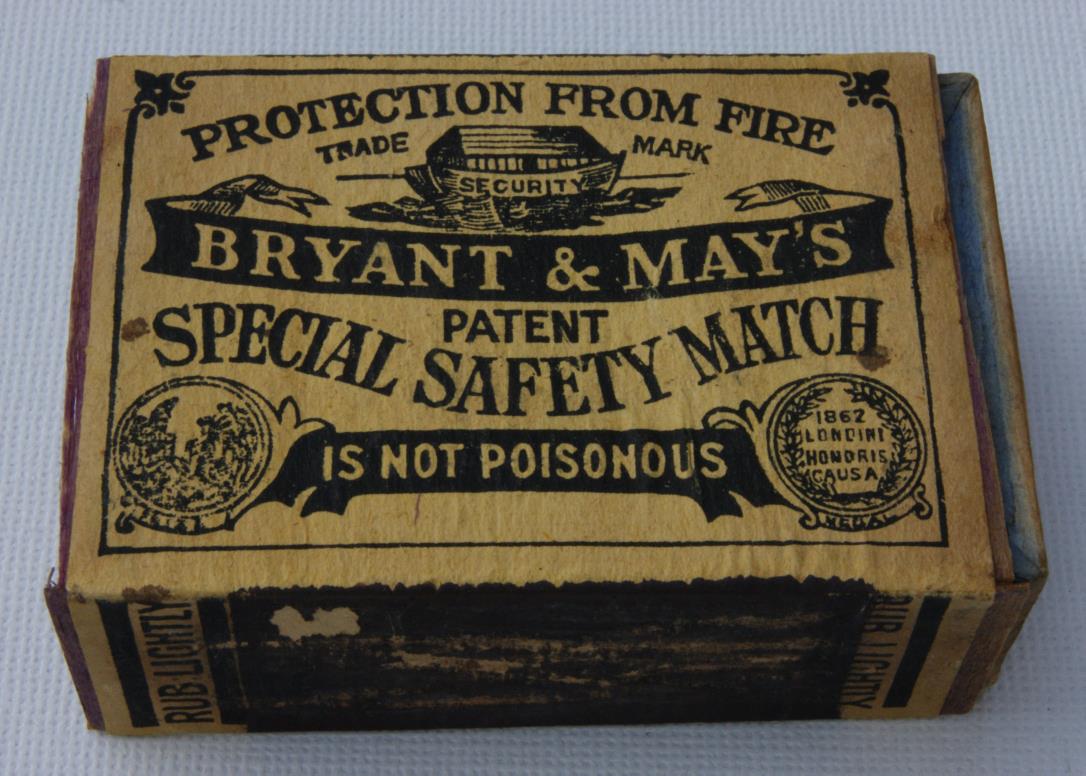 PROTECTION FROM FIRE
TRADE MARK
SECURITY
BRYANT & MAY'S
PATENT
SPECIAL SAFETY MATCH
IS NOT POISONOUS
1862
LONDINI
HONORIS
CAUSA
MEDAL
RUB LIGHTLY
RUB LIGHTLY